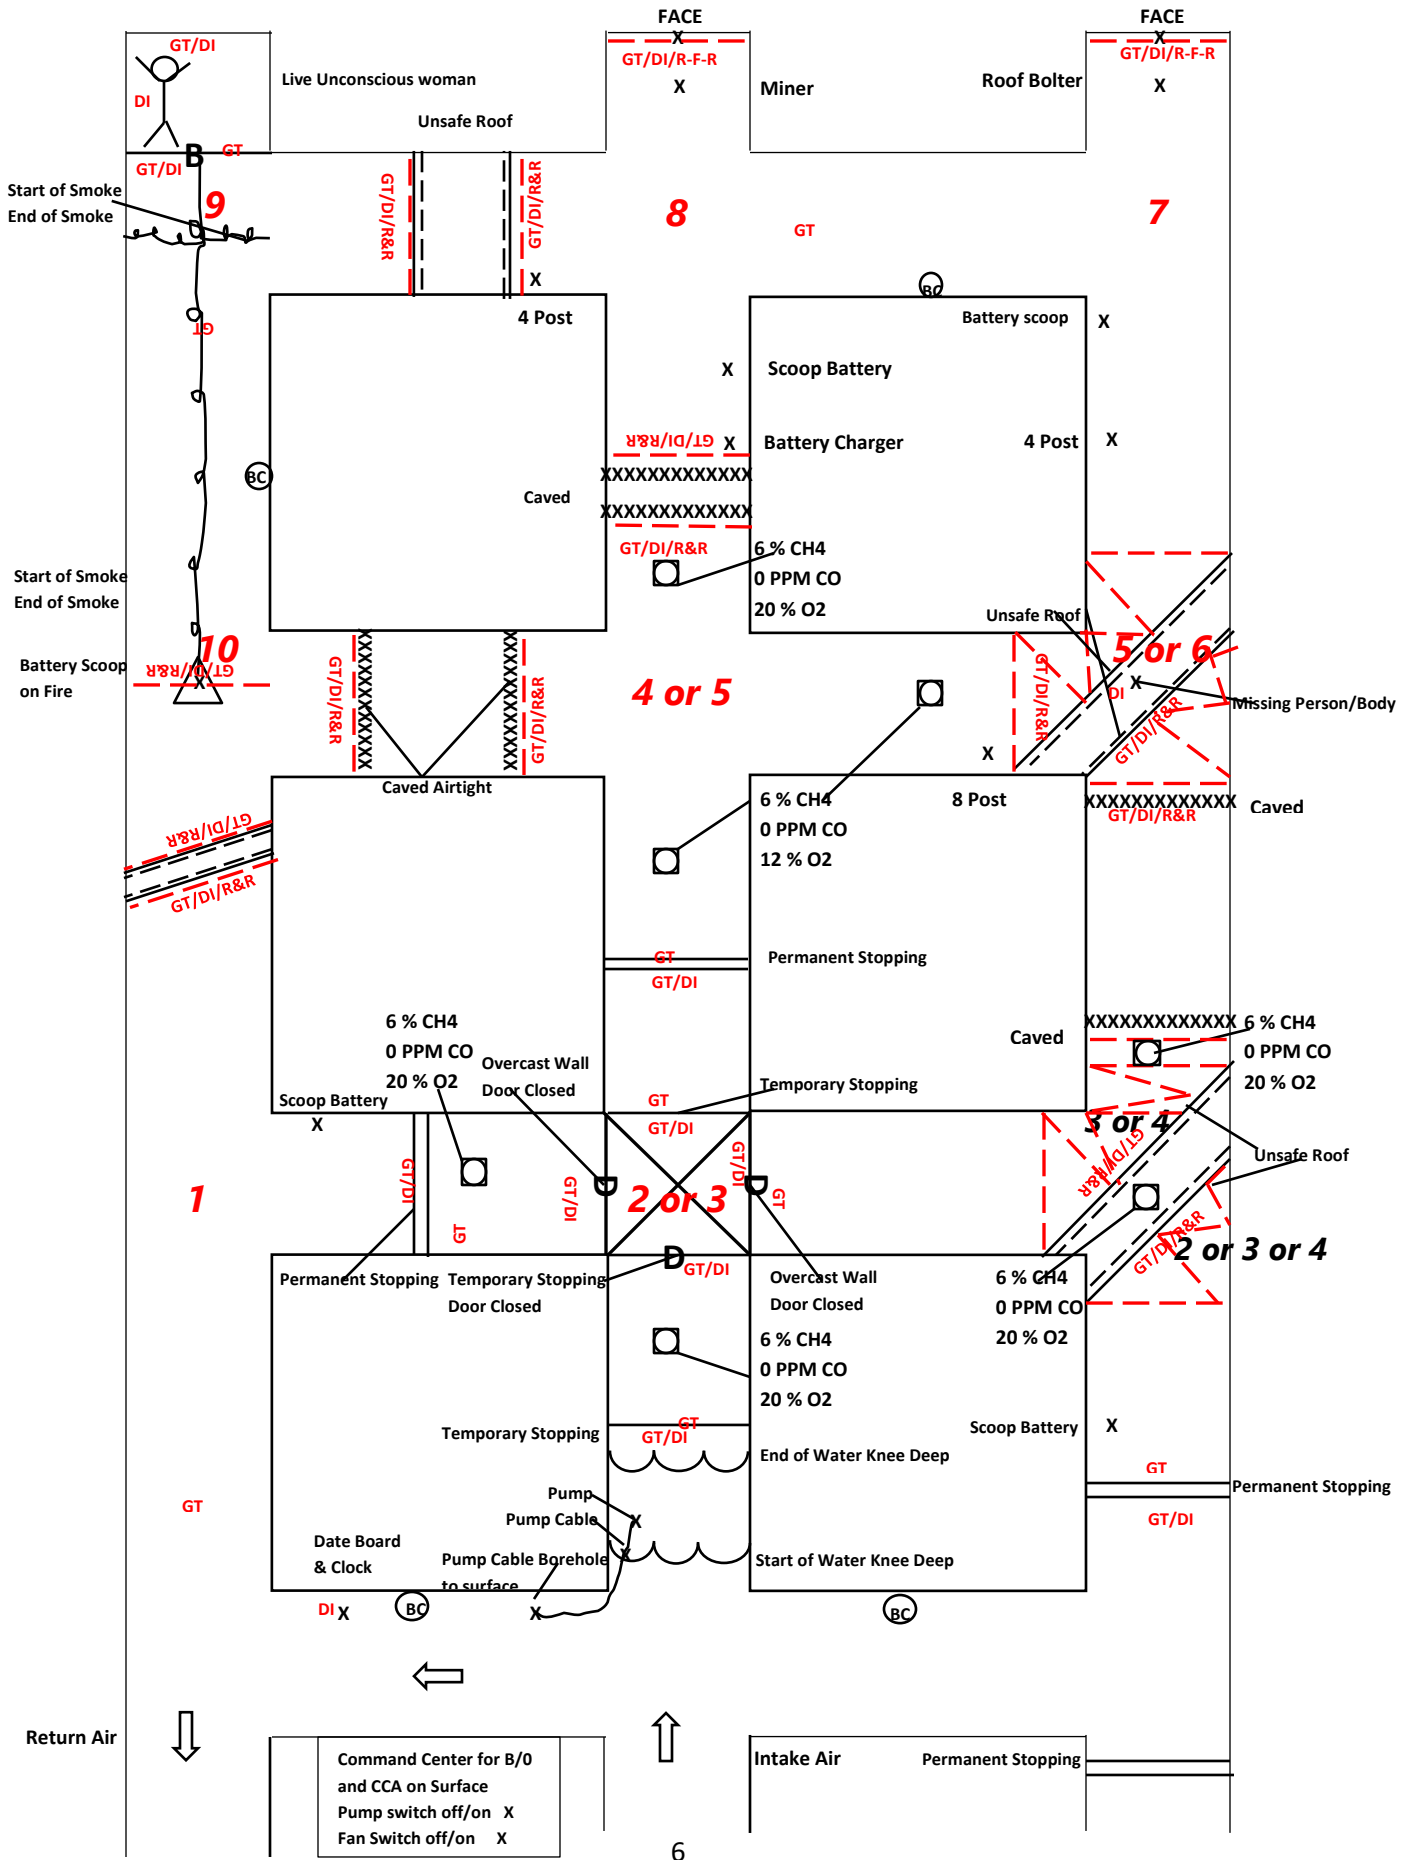 FACE
FACE
X
X
GT/DI
GT/DI/R-F-R
GT/DI/R-F-R
Live Unconscious woman
X
Miner
Roof Bolter
X
DI
Unsafe Roof
B
GT
GT/DI
Start of Smoke
End of Smoke
9
GT/DI/R&R
GT/DI/R&R
8
7
GT
X
BC
4 Post
Battery scoop
X
GT
X
Scoop Battery
GT/DI/R&R
X
Battery Charger
4 Post
X
BC
XXXXXXXXXXXXX
Caved
XXXXXXXXXXXXX
GT/DI/R&R
6 % CH4
0 PPM CO
20 % O2
Start of Smoke
End of Smoke
Unsafe Roof
10
5 or 6
Battery Scoop
on Fire
GT/DI/R&R
GT/DI/R&R
X
GT/DI/R&R
XXXXXXXXXXXXX
XXXXXXXXXXXXX
GT/DI/R&R
4 or 5
GT/DI/R&R
DI
X
Missing Person/Body
GT/DI/R&R
X
Caved Airtight
6 % CH4
0 PPM CO
12 % O2
8 Post
XXXXXXXXXXXXX
Caved
GT/DI/R&R
GT/DI/R&R
GT/DI/R&R
GT
GT/DI
Permanent Stopping
6 % CH4
0 PPM CO
20 % O2
Overcast Wall
Door Closed
Caved
XXXXXXXXXXXXX
6 % CH4
0 PPM CO
20 % O2
Scoop Battery
X
GT
Temporary Stopping
GT/DI
3 or 4
GT/DI/R&R
Unsafe Roof
1
GT/DI
GT
GT/DI
D
2 or 3
GT/DI
D
GT
2 or 3 or 4
GT/DI/R&R
Permanent Stopping
Temporary Stopping
Door Closed
D
GT/DI
Overcast Wall
Door Closed
6 % CH4
0 PPM CO
20 % O2
6 % CH4
0 PPM CO
20 % O2
Temporary Stopping
GT
GT/DI
Scoop Battery
X
End of Water Knee Deep
GT
Permanent Stopping
GT
Pump
X
Pump Cable
GT/DI
Date Board
& Clock
X
Pump Cable Borehole
to surface
Start of Water Knee Deep
DI
X
BC
X
BC
Return Air
Command Center for B/0
and CCA on Surface
Pump switch off/on X
Fan Switch off/on X
Intake Air
Permanent Stopping
6